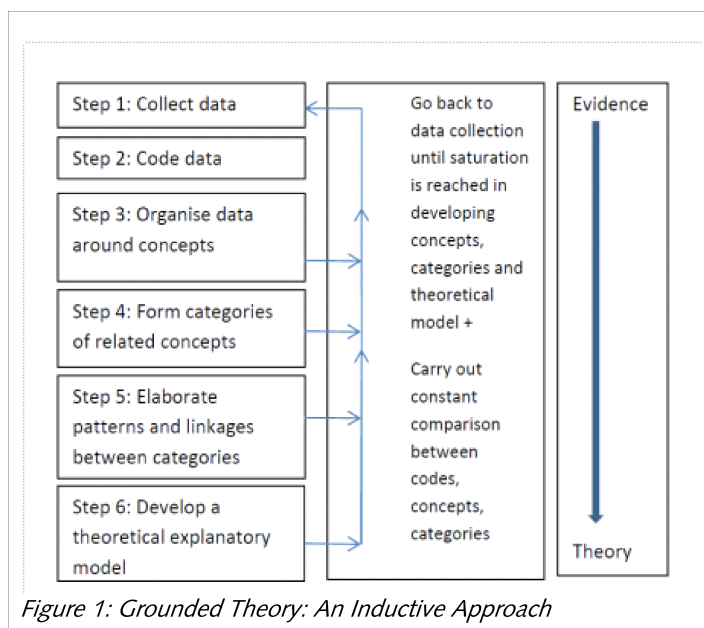 Step 1: Collect data
Step 2: Code data
Step 3: Organise data
around concepts
Step 4: Form categories
of related concepts
Step 5: Elaborate
patterns and linkages
between categories
Step 6: Develop a
theoretical explanatory
model
Go back to
data collection
until saturation
is reached in
developing
concepts,
categories and
theoretical
model +
Carry out
constant
comparison
between
codes,
concepts,
categories
Evidence
Theory
Figure 1: Grounded Theory: An Inductive Approach